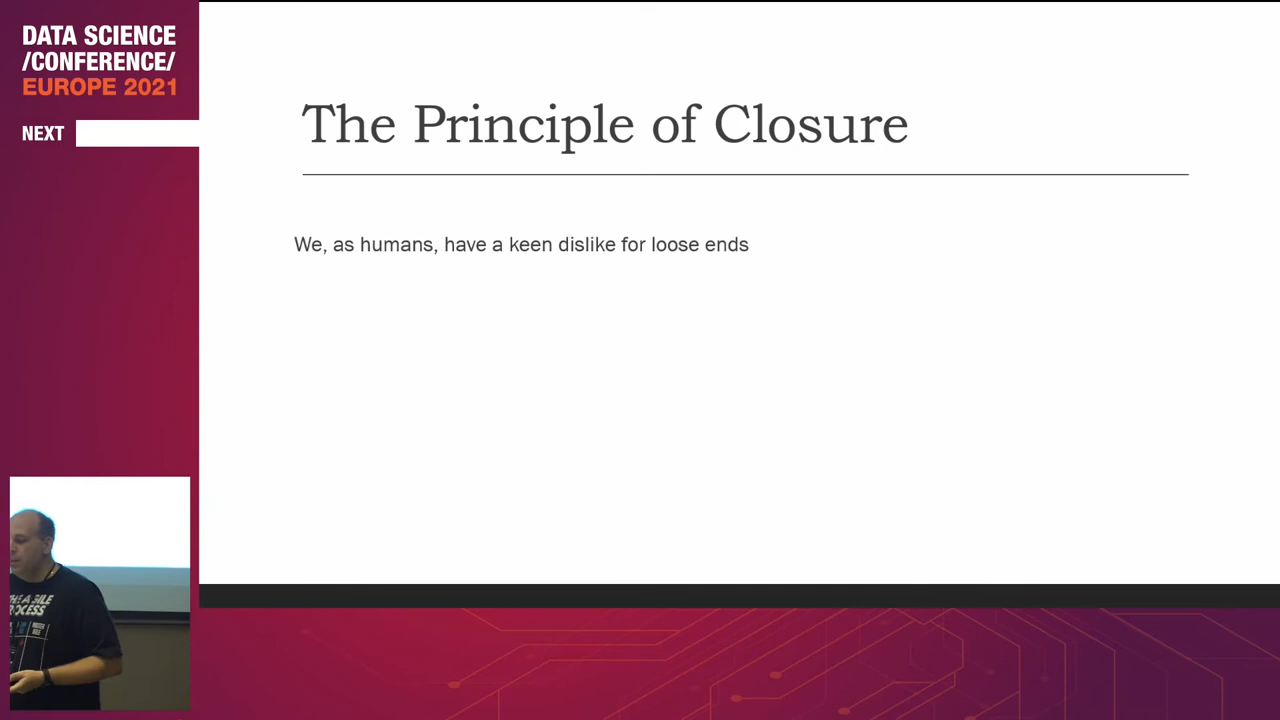 DATA SCIENCE
/CONFERENCE/
EUROPE 2021
NEXT
The Principle of Closure
We, as humans, have a keen dislike for loose ends
PROCESS